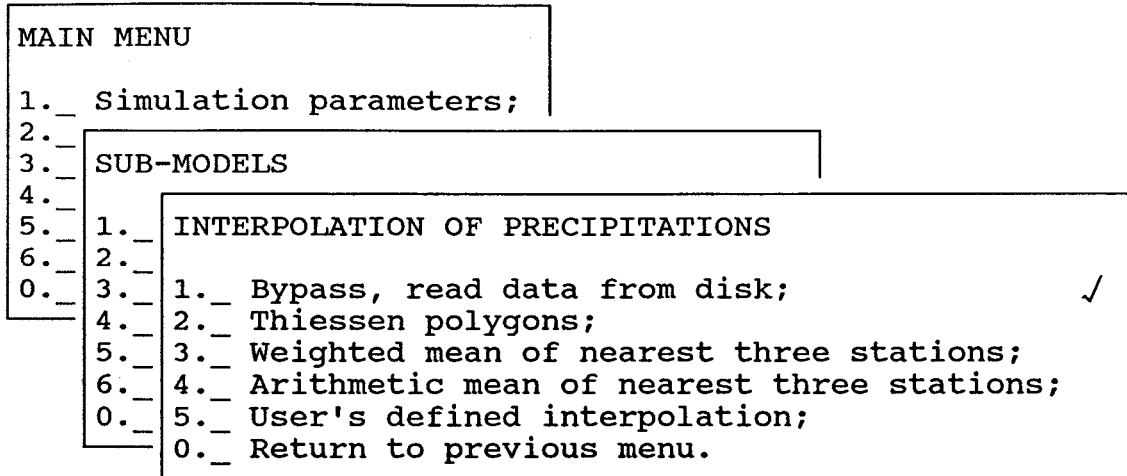 MAIN MENU
1._ Simulation parameters;
2._
3._ SUB-MODELS
4._
5._ 1._ INTERPOLATION OF PRECIPITATIONS
6._ 2._
0._ 3._ 1._ Bypass, read data from disk; ✓
4._ 2._ Thiessen polygons;
5._ 3._ Weighted mean of nearest three stations;
6._ 4._ Arithmetic mean of nearest three stations;
0._ 5._ User's defined interpolation;
0._ Return to previous menu.